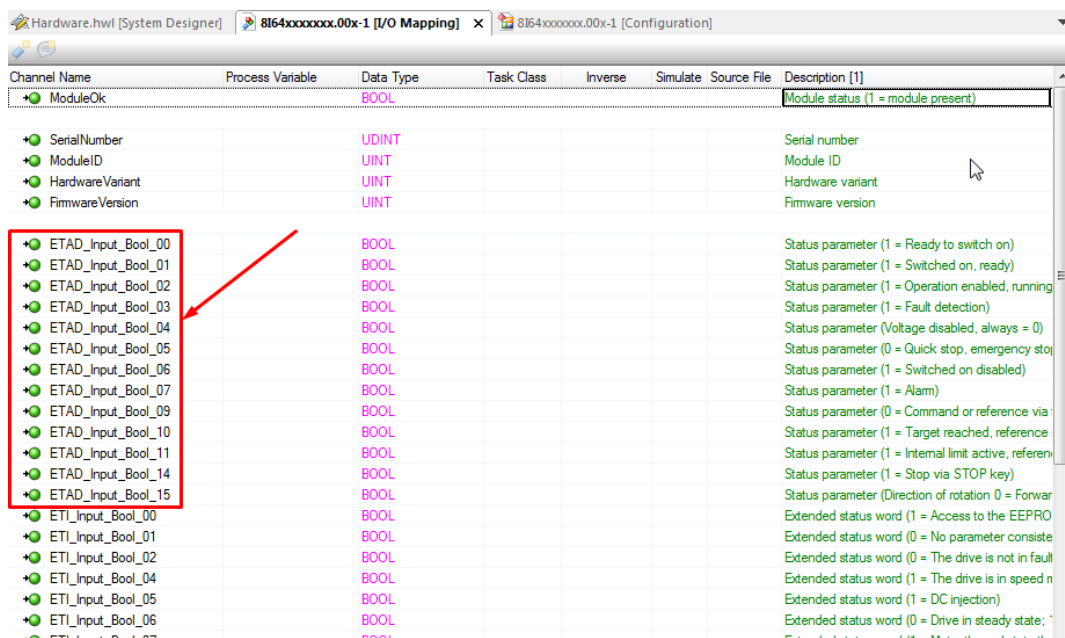 Hardware.hwl [System Designer] 8I64xxxxxxx.00x-1 [I/O Mapping] 8I64xxxxxxx.00x-1 [Configuration]
Channel Name Process Variable Data Type Task Class Inverse Simulate Source File Description [1]
ModuleOk BOOL Module status (1 = module present)
SerialNumber UDINT Serial number
ModuleID UINT Module ID
HardwareVariant UINT Hardware variant
FirmwareVersion UINT Firmware version
ETAD_Input_Bool_00 BOOL Status parameter (1 = Ready to switch on)
ETAD_Input_Bool_01 BOOL Status parameter (1 = Switched on, ready)
ETAD_Input_Bool_02 BOOL Status parameter (1 = Operation enabled, running
ETAD_Input_Bool_03 BOOL Status parameter (1 = Fault detection)
ETAD_Input_Bool_04 BOOL Status parameter (Voltage disabled, always = 0)
ETAD_Input_Bool_05 BOOL Status parameter (0 = Quick stop, emergency stop
ETAD_Input_Bool_06 BOOL Status parameter (1 = Switched on disabled)
ETAD_Input_Bool_07 BOOL Status parameter (1 = Alarm)
ETAD_Input_Bool_09 BOOL Status parameter (0 = Command or reference via
ETAD_Input_Bool_10 BOOL Status parameter (1 = Target reached, reference
ETAD_Input_Bool_11 BOOL Status parameter (1 = Internal limit active, referen
ETAD_Input_Bool_14 BOOL Status parameter (1 = Stop via STOP key)
ETAD_Input_Bool_15 BOOL Status parameter (Direction of rotation 0 = Forwar
ETI_Input_Bool_00 BOOL Extended status word (1 = Access to the EEPRO
ETI_Input_Bool_01 BOOL Extended status word (0 = No parameter consiste
ETI_Input_Bool_02 BOOL Extended status word (0 = The drive is not in fault
ETI_Input_Bool_04 BOOL Extended status word (1 = The drive is in speed
ETI_Input_Bool_05 BOOL Extended status word (1 = DC injection)
ETI_Input_Bool_06 BOOL Extended status word (0 = Drive in steady state;